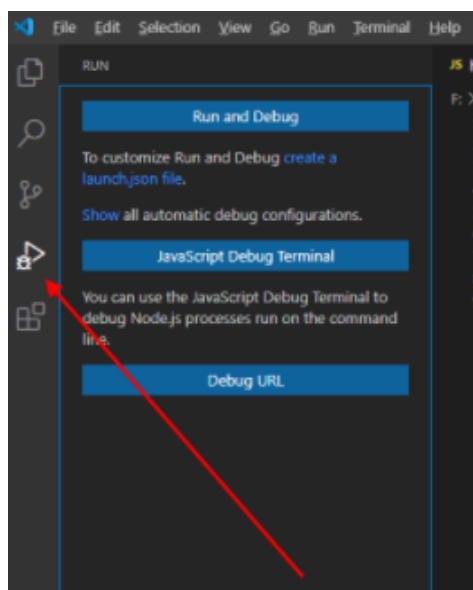 File Edit Selection View Go Run Terminal Help
RUN
JS
Run and Debug
F:
To customize Run and Debug create a
launch.json file.
Show all automatic debug configurations.
JavaScript Debug Terminal
You can use the JavaScript Debug Terminal to
debug Node.js processes run on the command
line.
Debug URL